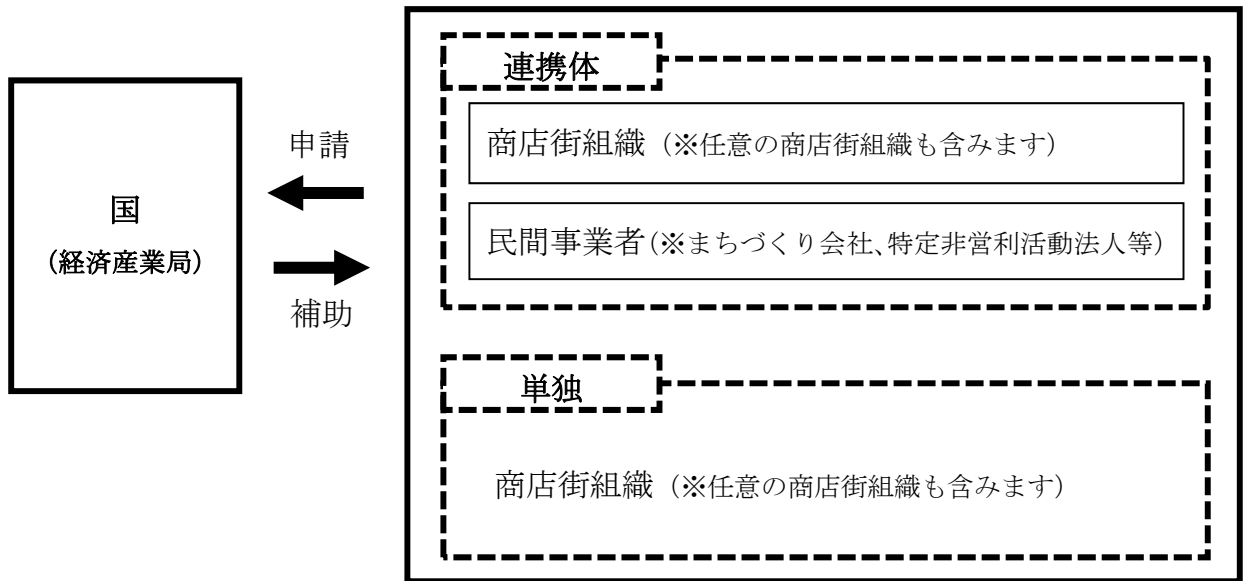 国
（経済産業局）
申請
補助
連携体
商店街組織（※任意の商店街組織も含みます）
民間事業者（※まちづくり会社、特定非営利活動法人等）
単独
商店街組織（※任意の商店街組織も含みます）